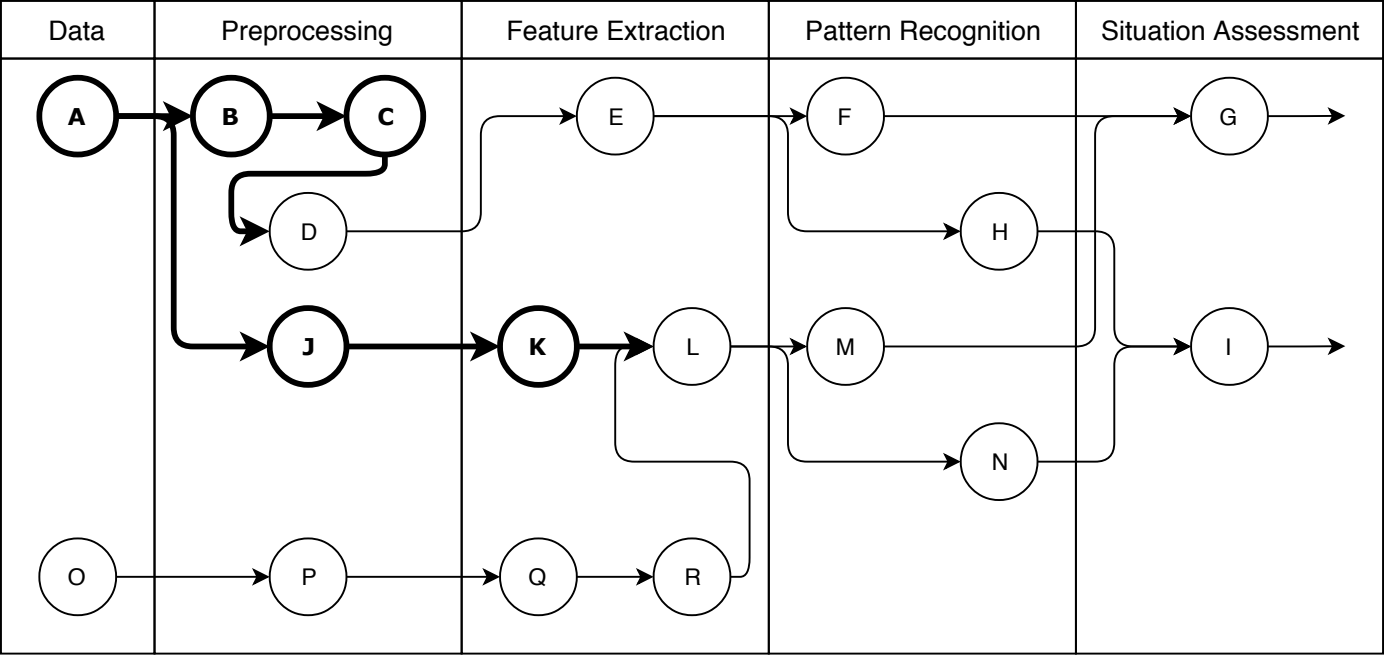 Data Preprocessing Feature Extraction Pattern Recognition Situation Assessment
A B C E F G
D H
J K L M I
N
O P Q R